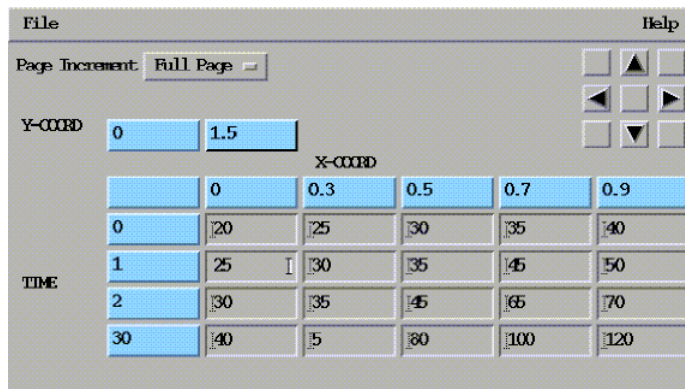 File Help
Page Increment Full Page
Y-COORD 0 1.5
X-COORD
0 0.3 0.5 0.7 0.9
0 20 25 30 35 40
1 25 30 35 45 50
TIME
2 30 35 45 65 70
30 40 5 80 100 120